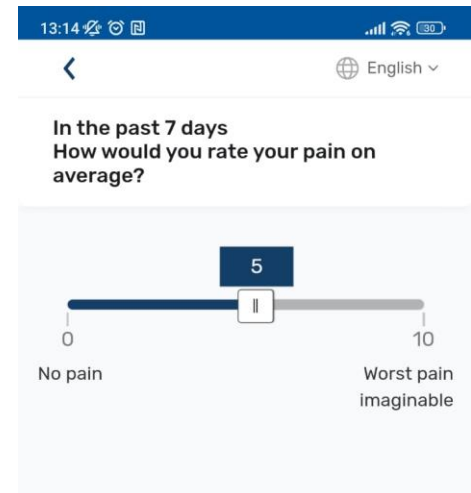 13:14
30
English
In the past 7 days
How would you rate your pain on
average?
5
0
10
No pain
Worst pain
imaginable